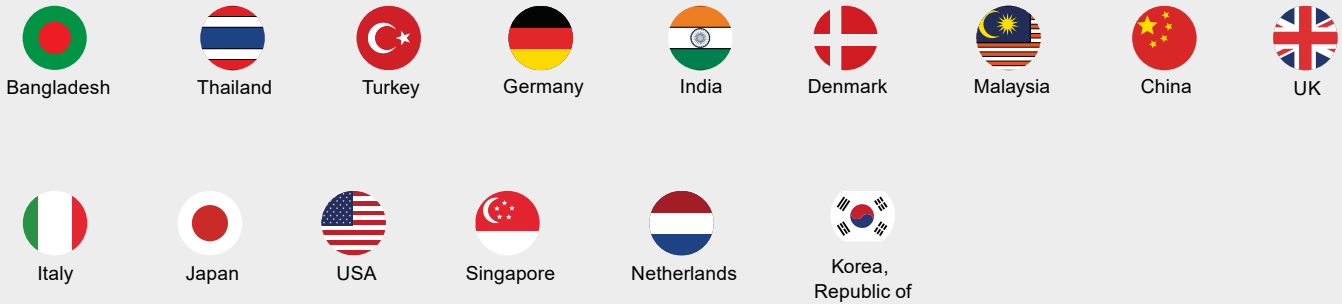 Bangladesh
Thailand
Turkey
Germany
India
Denmark
Malaysia
China
UK
Italy
Japan
USA
Singapore
Netherlands
Korea,
Republic of